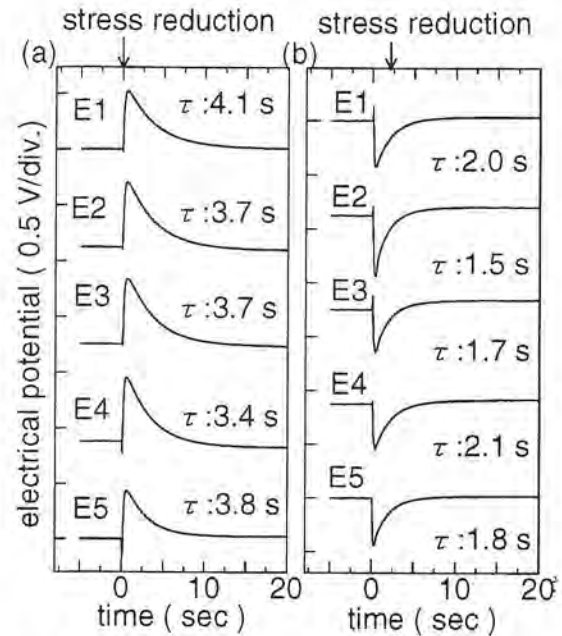 stress reduction
stress reduction
(a)
(b)
electrical potential ( 0.5 V/div.)
E1
τ :4.1 s
E2
τ :3.7 s
E3
τ :3.7 s
E4
τ :3.4 s
E5
τ :3.8 s
0 10 20
time ( sec )
E1
τ :2.0 s
E2
τ :1.5 s
E3
τ :1.7 s
E4
τ :2.1 s
E5
τ :1.8 s
0 10 20
time ( sec )